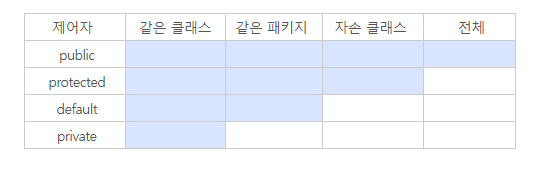 제어자 같은 클래스 같은 패키지 자손 클래스 전체
public
protected
default
private